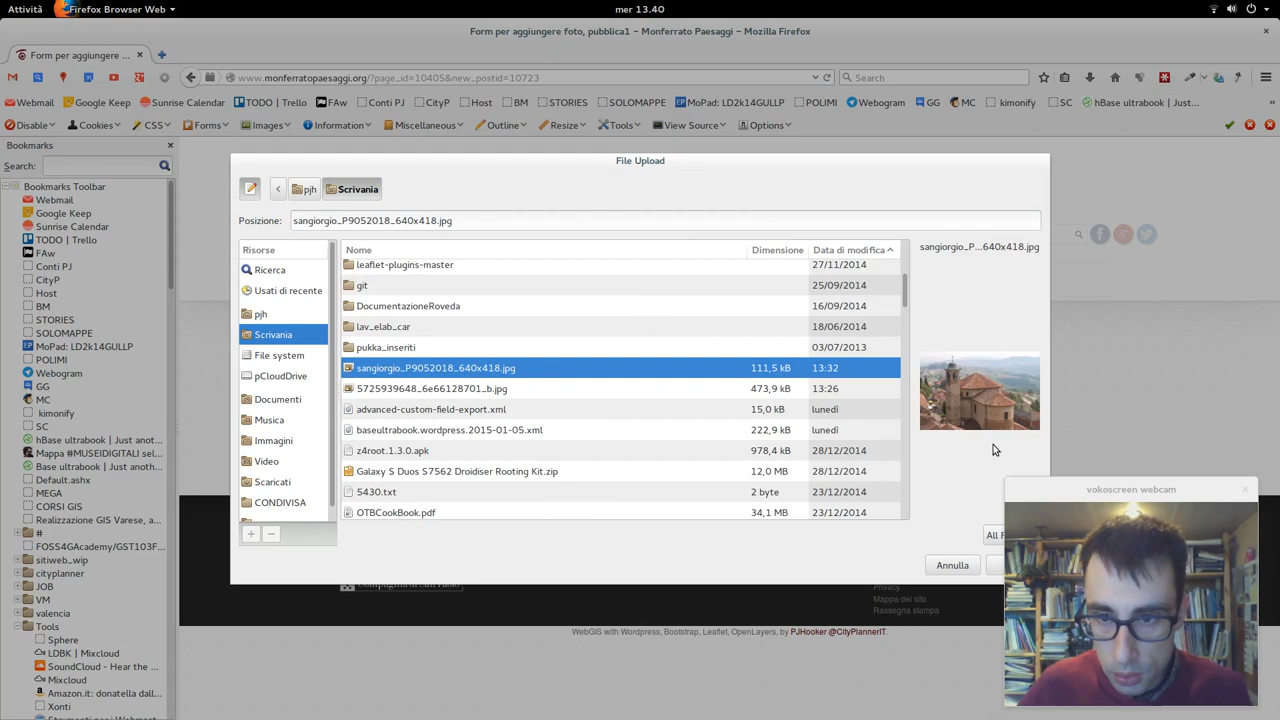 Attività Firefox Browser Web mer 13.40
Form per aggiungere foto, pubblica1 − Monferrato Paesaggi − Mozilla Firefox
Form per aggiungere ...
www.monferratopaesaggi.org/?page_id=10405&new_postid=10723 Search
Webmail Google Keep Sunrise Calendar TODO | Trello FAw Conti PJ CityP Host BM STORIES SOLOMAPPE MoPad: LD2k14GULLP POLIMI Webogram GG MC kimonify SC hBase ultrabook | Just...
Disable Cookies CSS Forms Images Information Miscellaneous Outline Resize Tools View Source Options
Bookmarks
Search:
Bookmarks Toolbar
Webmail
Google Keep
Sunrise Calendar
TODO | Trello
FAw
Conti PJ
CityP
Host
BM
STORIES
SOLOMAPPE
MoPad: LD2k14GULLP
POLIMI
Webogram
GG
MC
kimonify
SC
hBase ultrabook | Just anot...
Mappa #MUSEIDIGITALI sel...
Base ultrabook | Just anoth...
Default.ashx
MEGA
CORSI GIS
Realizzazione GIS Varese, a...
FOSS4GAcademy/GST103F...
#
sitiweb_wip
cityplanner
JOB
VM
valencia
Tools
Sphere
LDBK | Mixcloud
SoundCloud - Hear the ...
Mixcloud
Amazon.it: donatella dall...
Xonti
File Upload
pjh Scrivania
Posizione: sangiorgio_P9052018_640x418.jpg
Risorse
Ricerca
Usati di recente
pjh
Scrivania
File system
pCloudDrive
Documenti
Musica
Immagini
Video
Scaricati
CONDIVISA
Nome Dimensione Data di modifica
leaflet-plugins-master 27/11/2014
git 25/09/2014
DocumentazioneRoveda 16/09/2014
lav_elab_car 18/06/2014
pukka_inseriti 03/07/2013
sangiorgio_P9052018_640x418.jpg 111,5 kB 13:32
5725939648_6e66128701_b.jpg 473,9 kB 13:26
advanced-custom-field-export.xml 15,0 kB lunedì
baseultrabook.wordpress.2015-01-05.xml 222,9 kB lunedì
z4root.1.3.0.apk 978,4 kB 28/12/2014
Galaxy S Duos S7562 Droidiser Rooting Kit.zip 12,0 MB 28/12/2014
5430.txt 2 byte 23/12/2014
OTBCookBook.pdf 34,1 MB 23/12/2014
sangiorgio_P...640x418.jpg
All F
Annulla
vokoscreen webcam
Privacy
Mappa del sito
Rassegna stampa
WebGIS with Wordpress, Bootstrap, Leaflet, OpenLayers, by PJHooker @CityPlannerIT.